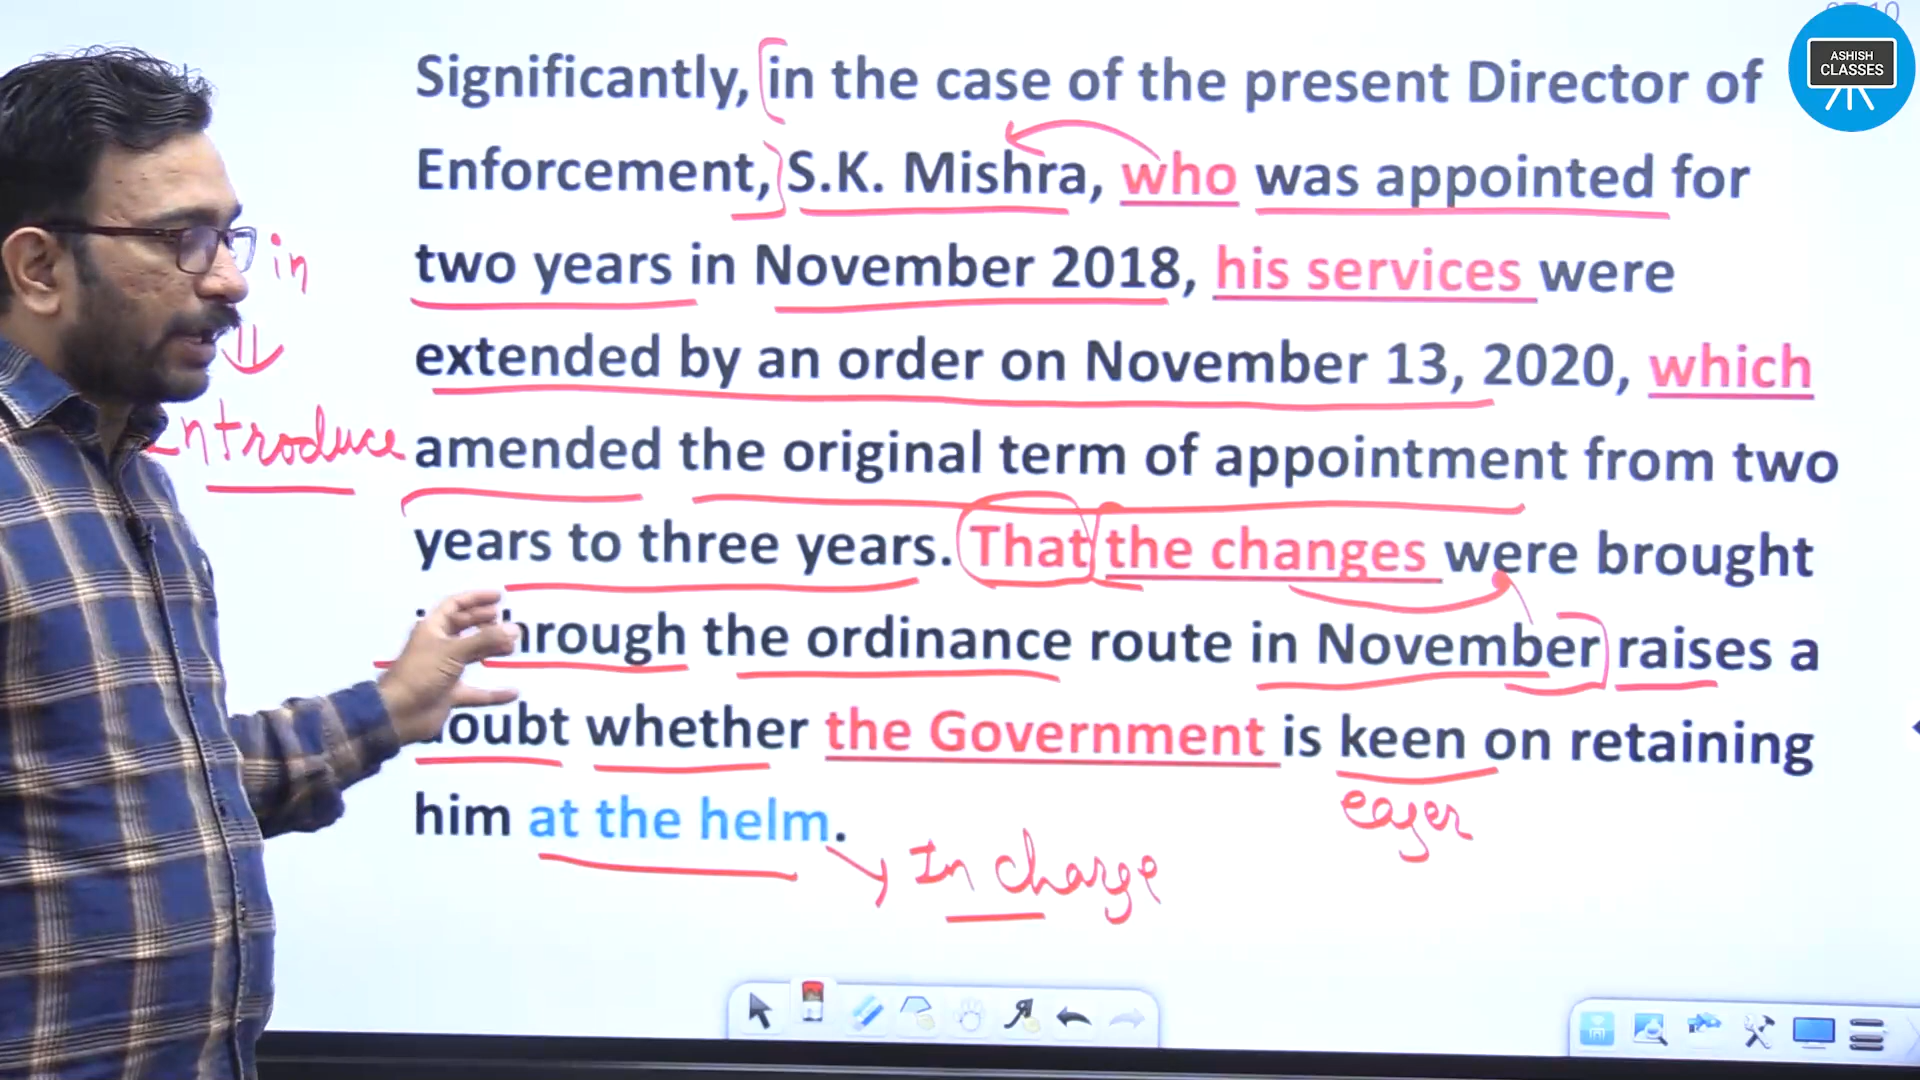 ASHISH
CLASSES
Significantly, in the case of the present Director of
Enforcement, S.K. Mishra, who was appointed for
two years in November 2018, his services were
in
extended by an order on November 13, 2020, which
introduce
amended the original term of appointment from two
years to three years. That the changes were brought
through the ordinance route in November raises a
doubt whether the Government is keen on retaining
eager
him at the helm.
In charge